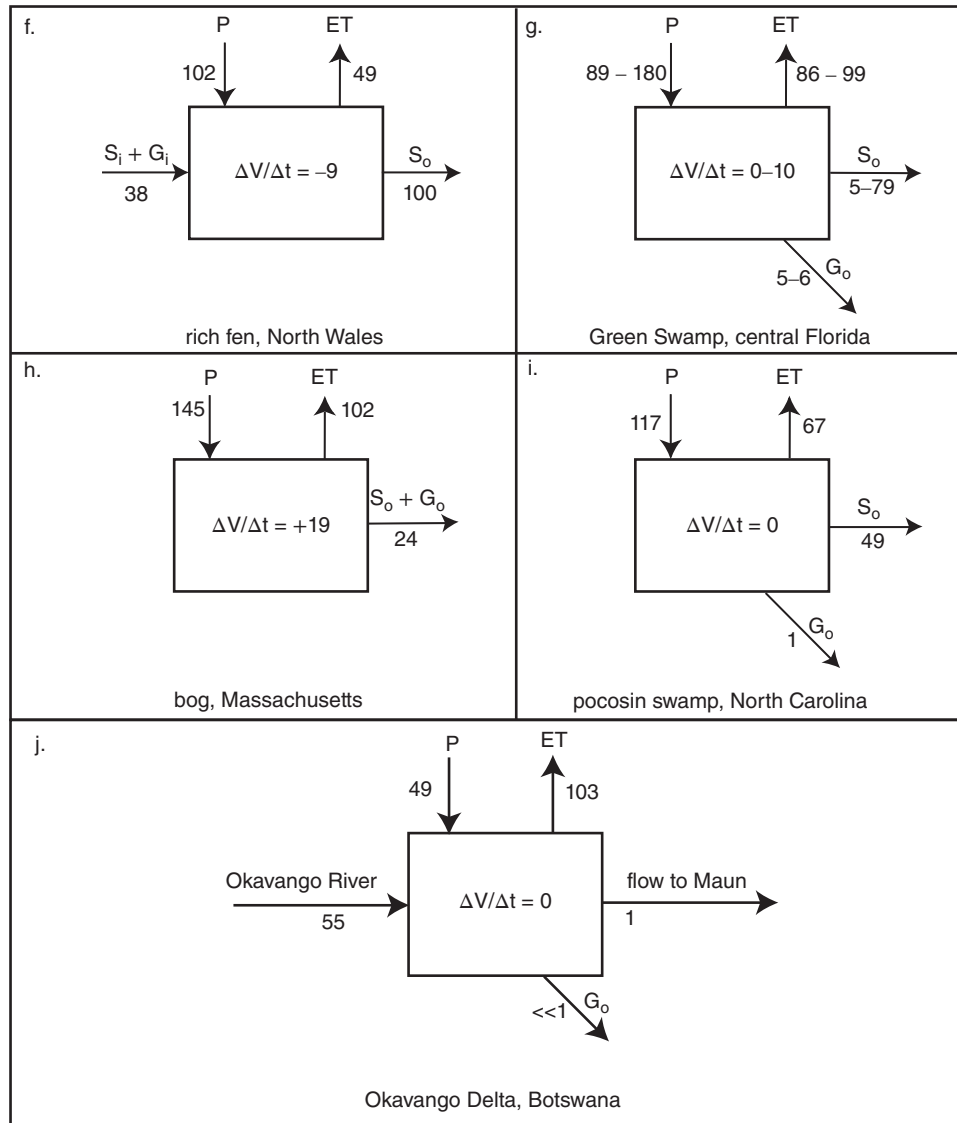 f.
P
ET
102
49
S_i + G_i
38
ΔV/Δt = –9
S_o
100
rich fen, North Wales
g.
P
ET
89 – 180
86 – 99
ΔV/Δt = 0–10
S_o
5–79
5–6
G_o
Green Swamp, central Florida
h.
P
ET
145
102
ΔV/Δt = +19
S_o + G_o
24
bog, Massachusetts
i.
P
ET
117
67
ΔV/Δt = 0
S_o
49
1
G_o
pocosin swamp, North Carolina
j.
P
ET
49
103
Okavango River
55
ΔV/Δt = 0
flow to Maun
1
<<1
G_o
Okavango Delta, Botswana